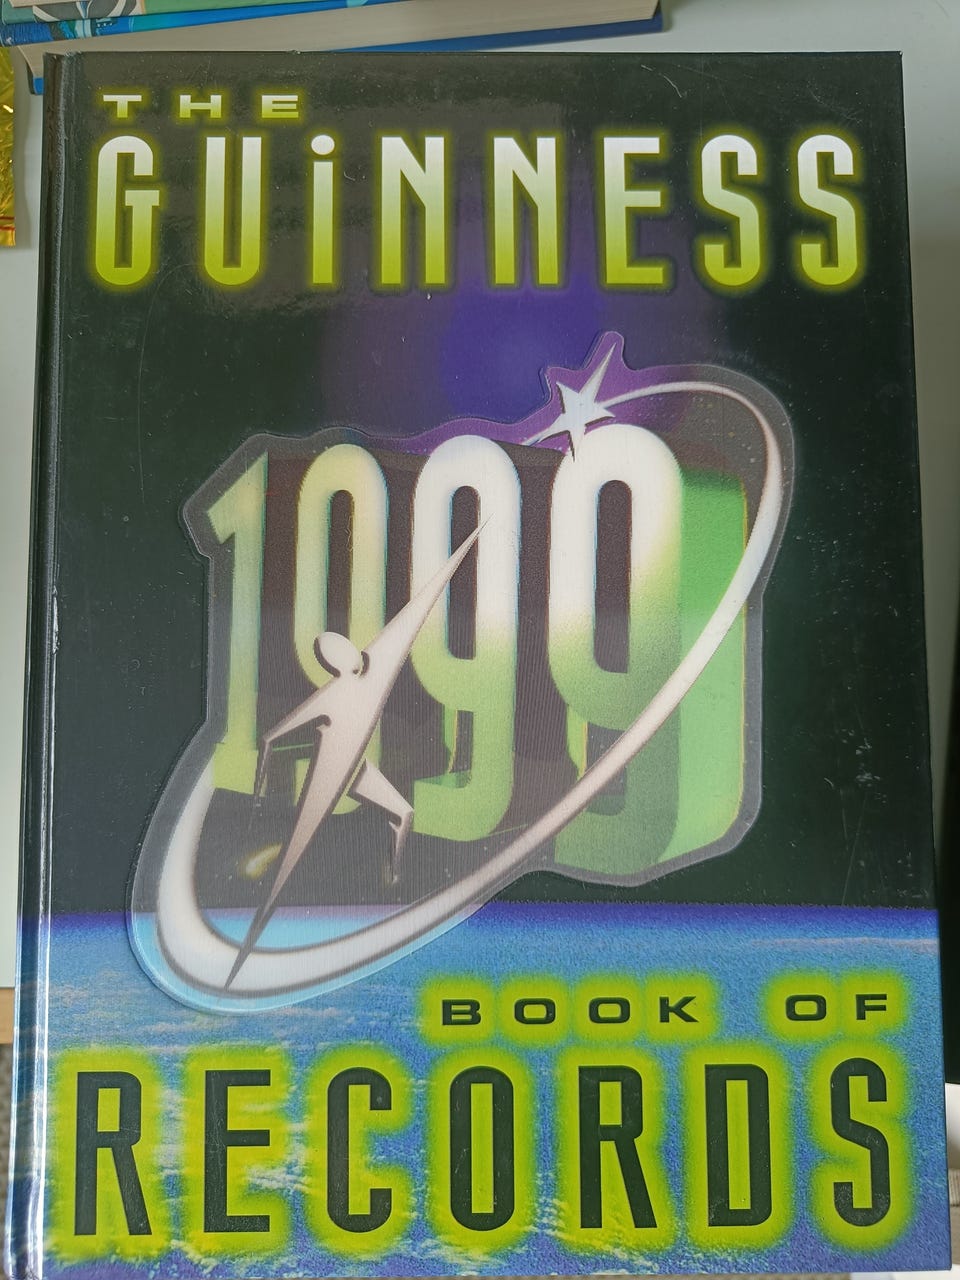 THE
GUiNNESS
1999
BOOK OF
RECORDS